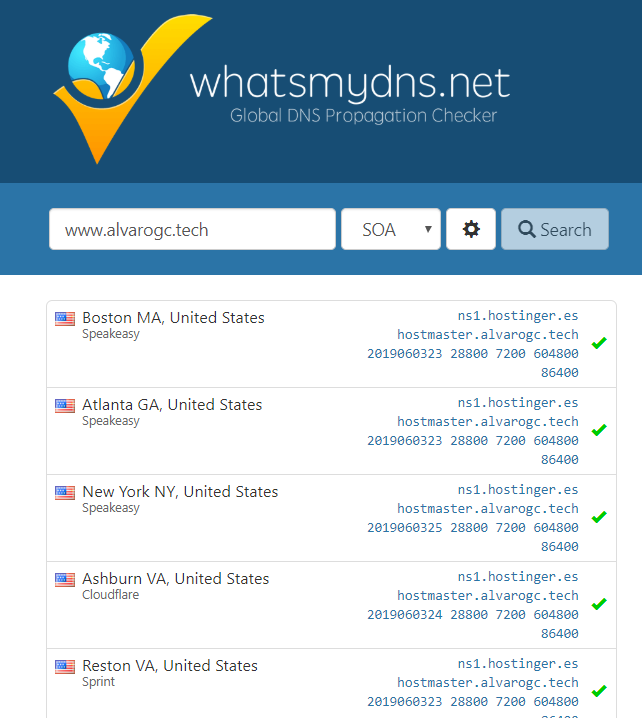 whatsmydns.net
Global DNS Propagation Checker
www.alvarogc.tech SOA Search
Boston MA, United States ns1.hostinger.es
Speakeasy hostmaster.alvarogc.tech
2019060323 28800 7200 604800
86400
Atlanta GA, United States ns1.hostinger.es
Speakeasy hostmaster.alvarogc.tech
2019060323 28800 7200 604800
86400
New York NY, United States ns1.hostinger.es
Speakeasy hostmaster.alvarogc.tech
2019060325 28800 7200 604800
86400
Ashburn VA, United States ns1.hostinger.es
Cloudflare hostmaster.alvarogc.tech
2019060324 28800 7200 604800
86400
Reston VA, United States ns1.hostinger.es
Sprint hostmaster.alvarogc.tech
2019060323 28800 7200 604800